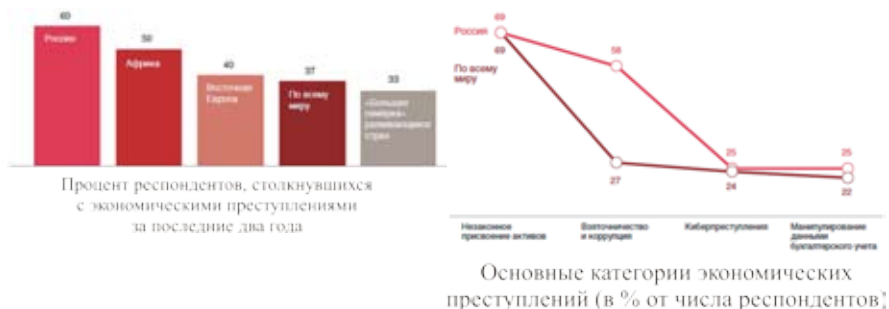 60
Россия
50
Африка
40
Восточная
Европа
37
По всему
миру
33
«Большая
развивающихся
стран
Процент респондентов, столкнувшихся
с экономическими преступлениями
за последние два года
69
Россия
69
По всему
миру
58
27
25
24
25
22
Незаконное
присвоение активов
Взяточничество
и коррупция
Киберпреступления
Манипулирование
данными
бухгалтерского учета
Основные категории экономических
преступлений (в % от числа респондентов)